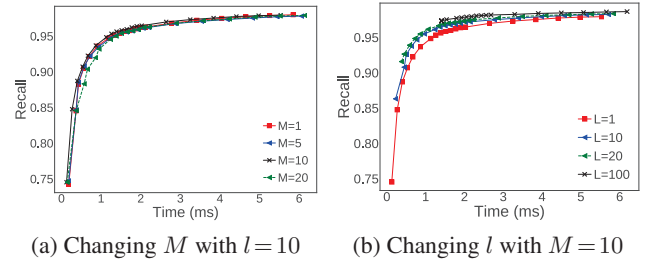 Recall
0.95
0.90
0.85
0.80
0.75
0
1
2
3
4
5
6
Time (ms)
M=1
M=5
M=10
M=20
(a) Changing M with l = 10
Recall
0.95
0.90
0.85
0.80
0.75
0
1
2
3
4
5
6
Time (ms)
L=1
L=10
L=20
L=100
(b) Changing l with M = 10